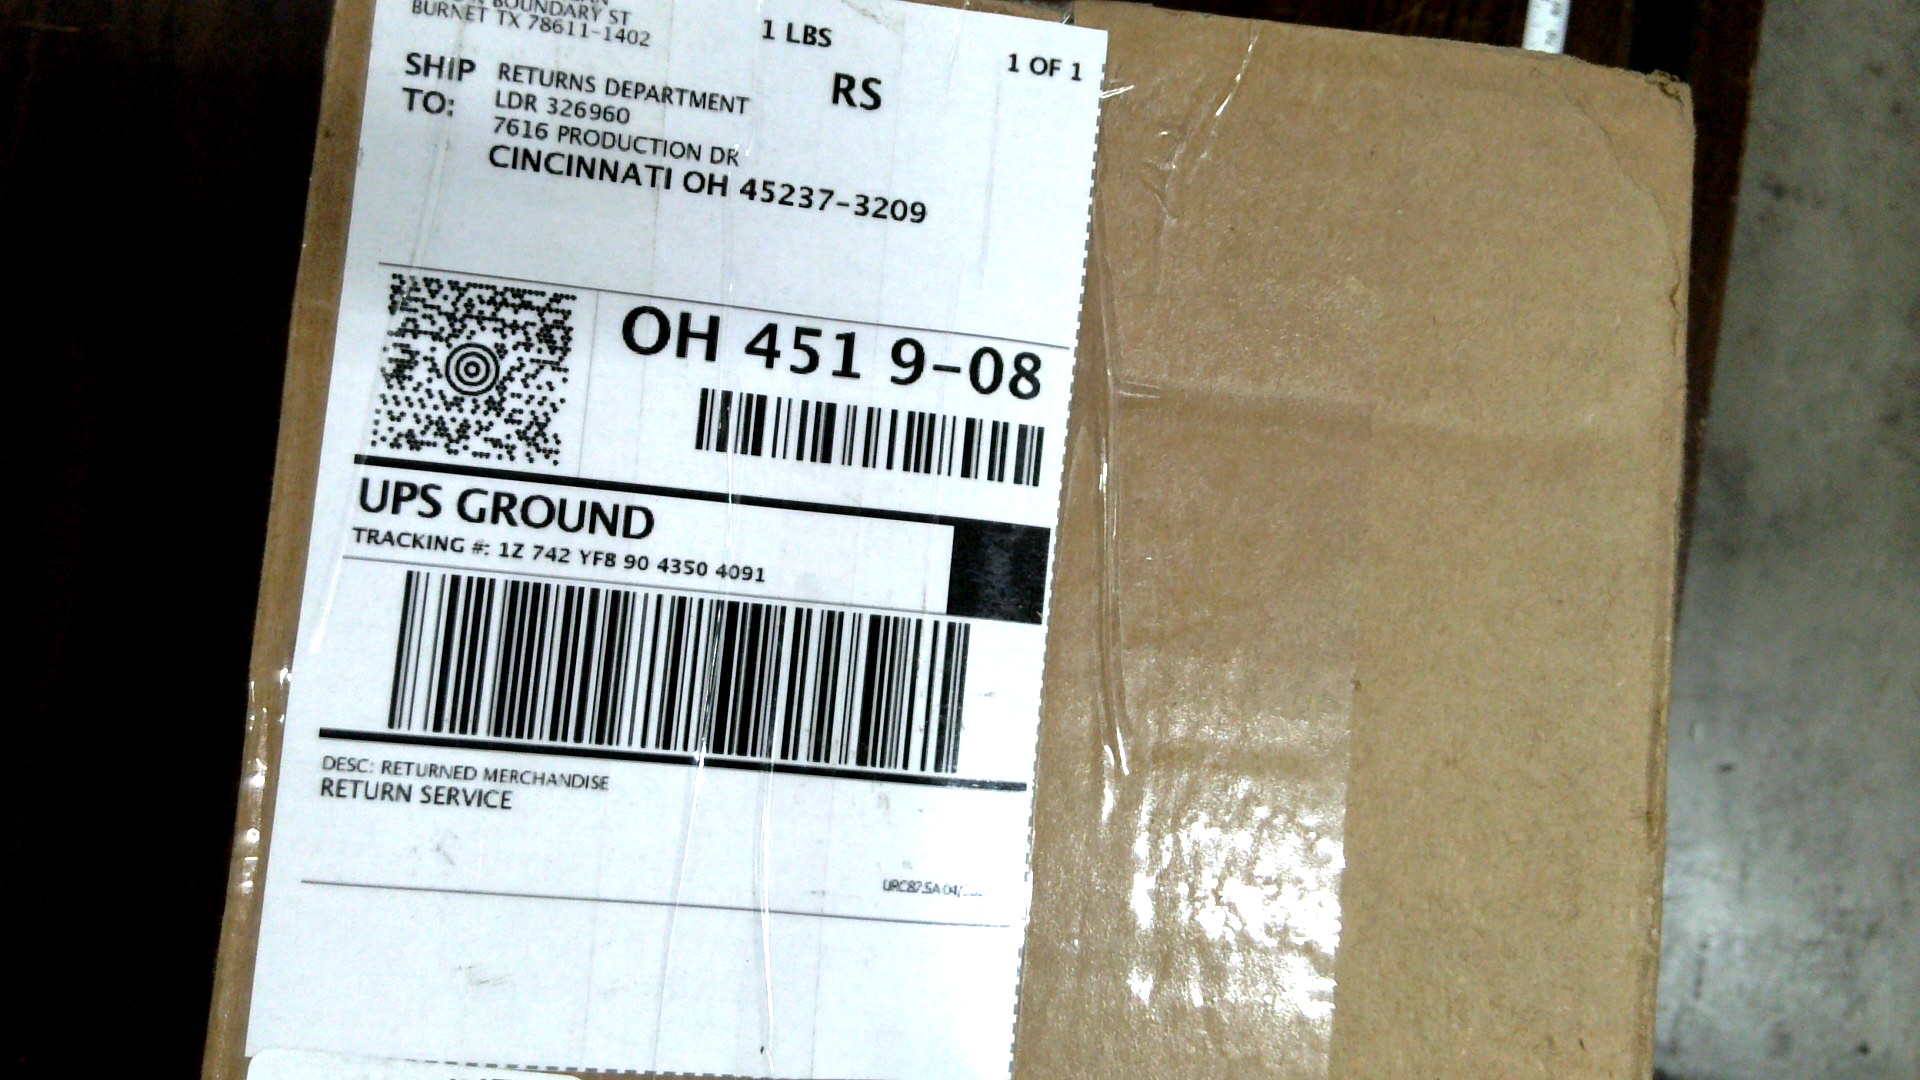 BOUNDARY ST
BURNET TX 78611-1402
1 LBS
1 OF 1
RS
SHIP TO:
RETURNS DEPARTMENT
LDR 326960
7616 PRODUCTION DR
CINCINNATI OH 45237-3209
OH 451 9-08
UPS GROUND
TRACKING #: 1Z 742 YF8 90 4350 4091
DESC: RETURNED MERCHANDISE
RETURN SERVICE